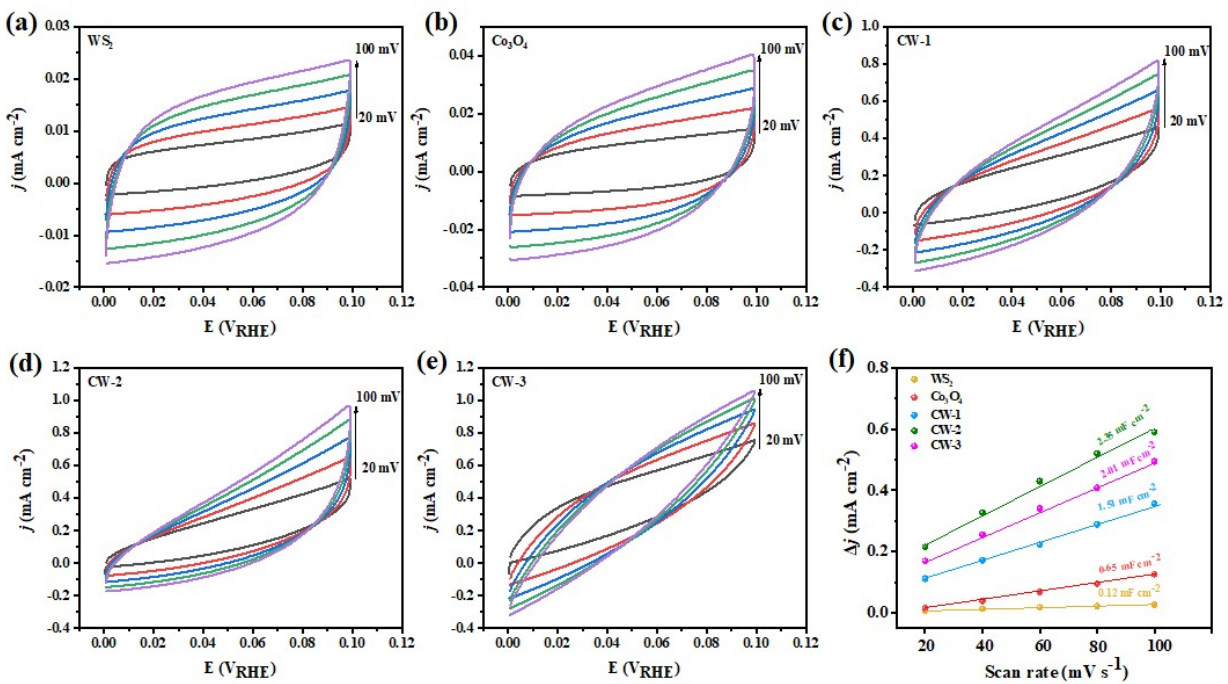 (a)
WS₂
100 mV
20 mV
0.03
0.02
0.01
0.00
-0.01
-0.02
j (mA cm⁻²)
0.00 0.02 0.04 0.06 0.08 0.10 0.12
E (V_RHE)
(b)
Co₃O₄
100 mV
20 mV
0.04
0.02
0.00
-0.02
-0.04
j (mA cm⁻²)
0.00 0.02 0.04 0.06 0.08 0.10 0.12
E (V_RHE)
(c)
CW-1
100 mV
20 mV
1.0
0.8
0.6
0.4
0.2
0.0
-0.2
-0.4
j (mA cm⁻²)
0.00 0.02 0.04 0.06 0.08 0.10 0.12
E (V_RHE)
(d)
CW-2
100 mV
20 mV
1.2
1.0
0.8
0.6
0.4
0.2
0.0
-0.2
-0.4
j (mA cm⁻²)
0.00 0.02 0.04 0.06 0.08 0.10 0.12
E (V_RHE)
(e)
CW-3
100 mV
20 mV
1.2
1.0
0.8
0.6
0.4
0.2
0.0
-0.2
-0.4
j (mA cm⁻²)
0.00 0.02 0.04 0.06 0.08 0.10 0.12
E (V_RHE)
(f)
WS₂
Co₃O₄
CW-1
CW-2
CW-3
mF cm⁻²
2.01 mF cm⁻²
1.51 mF cm⁻²
0.65 mF cm⁻²
0.12 mF cm⁻²
0.8
0.6
0.4
0.2
0.0
Δj (mA cm⁻²)
20 40 60 80 100
Scan rate (mV s⁻¹)